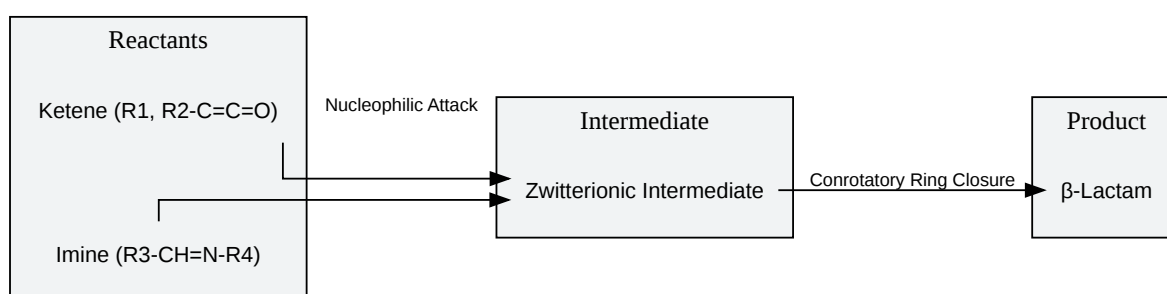 Reactants
Ketene (R1, R2-C=C=O)
Imine (R3-CH=N-R4)
Nucleophilic Attack
Intermediate
Zwitterionic Intermediate
Conrotatory Ring Closure
Product
β-Lactam